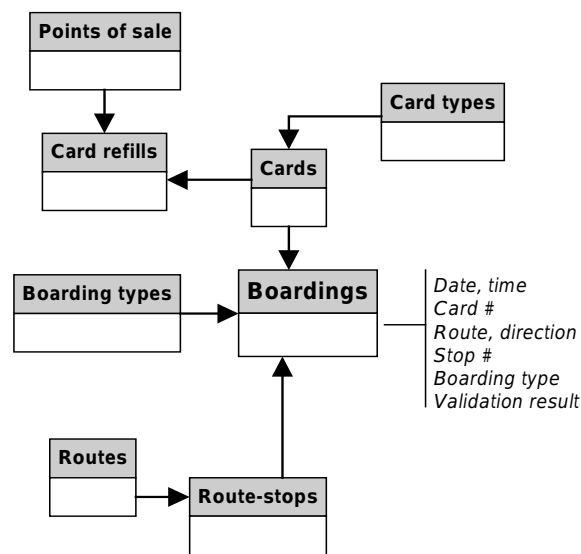 Points of sale
Card types
Card refills
Cards
Boarding types
Boardings
Date, time
Card #
Route, direction
Stop #
Boarding type
Validation result
Routes
Route-stops